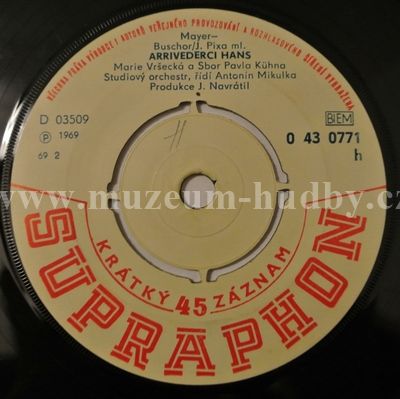 VŠECHNA PRÁVA VÝROBCE I AUTORŮ VEŘEJNÉHO PROVOZOVÁNÍ A ROZHLASOVÉHO ŠÍŘENÍ VYHRAZENA
Mayer-
Buschor/J. Pixa ml.
ARRIVEDERCI HANS
Marie Vršecká a Sbor Pavla Kühna
Studiový orchestr, řídí Antonín Mikulka
Produkce J. Navrátil
D 03509
Ⓟ 1969
69 2
BIEM
0 43 0771
h
www.muzeum-hudby.cz
KRÁTKÝ 45 ZÁZNAM
SUPRAPHON